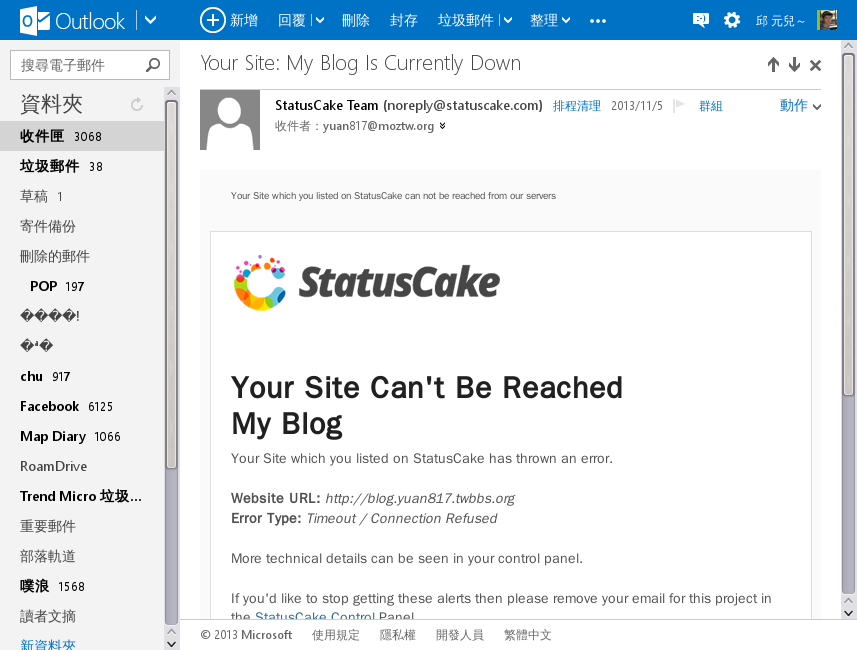 Outlook
新增 回覆 刪除 封存 垃圾郵件 整理 ••• 邱 元兒～
搜尋電子郵件
資料夾
收件匣 3068
垃圾郵件 38
草稿 1
寄件備份
刪除的郵件
POP 197
����!
chu 917
Facebook 6125
Map Diary 1066
RoamDrive
Trend Micro 垃圾...
重要郵件
部落軌道
噗浪 1568
讀者文摘
新資料夾
Your Site: My Blog Is Currently Down
StatusCake Team (noreply@statuscake.com) 排程清理 2013/11/5 群組 動作
收件者：yuan817@moztw.org
Your Site which you listed on StatusCake can not be reached from our servers
StatusCake
Your Site Can't Be Reached
My Blog
Your Site which you listed on StatusCake has thrown an error.
Website URL: http://blog.yuan817.twbbs.org
Error Type: Timeout / Connection Refused
More technical details can be seen in your control panel.
If you'd like to stop getting these alerts then please remove your email for this project in
the StatusCake Control Panel
© 2013 Microsoft 使用規定 隱私權 開發人員 繁體中文